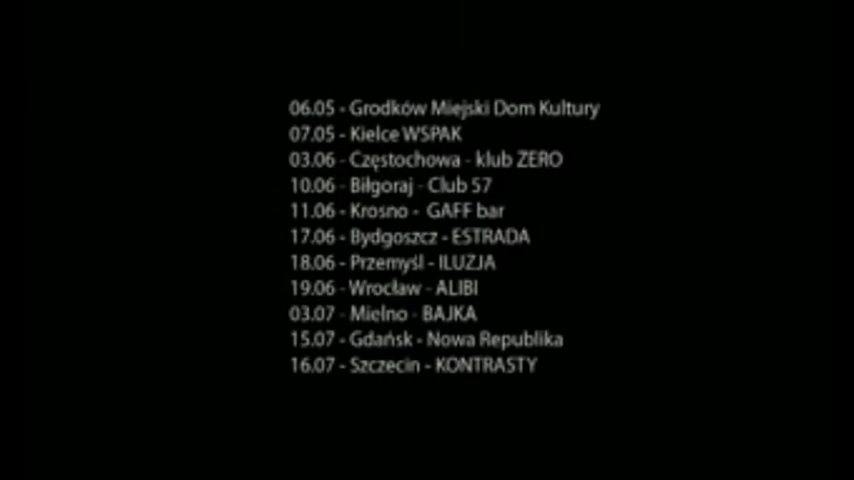 06.05 - Grodków Miejski Dom Kultury
07.05 - Kielce WSPAK
03.06 - Częstochowa - klub ZERO
10.06 - Biłgoraj - Club 57
11.06 - Krosno - GAFF bar
17.06 - Bydgoszcz - ESTRADA
18.06 - Przemyśl - ILUZJA
19.06 - Wrocław - ALIBI
03.07 - Mielno - BAJKA
15.07 - Gdańsk - Nowa Republika
16.07 - Szczecin - KONTRASTY